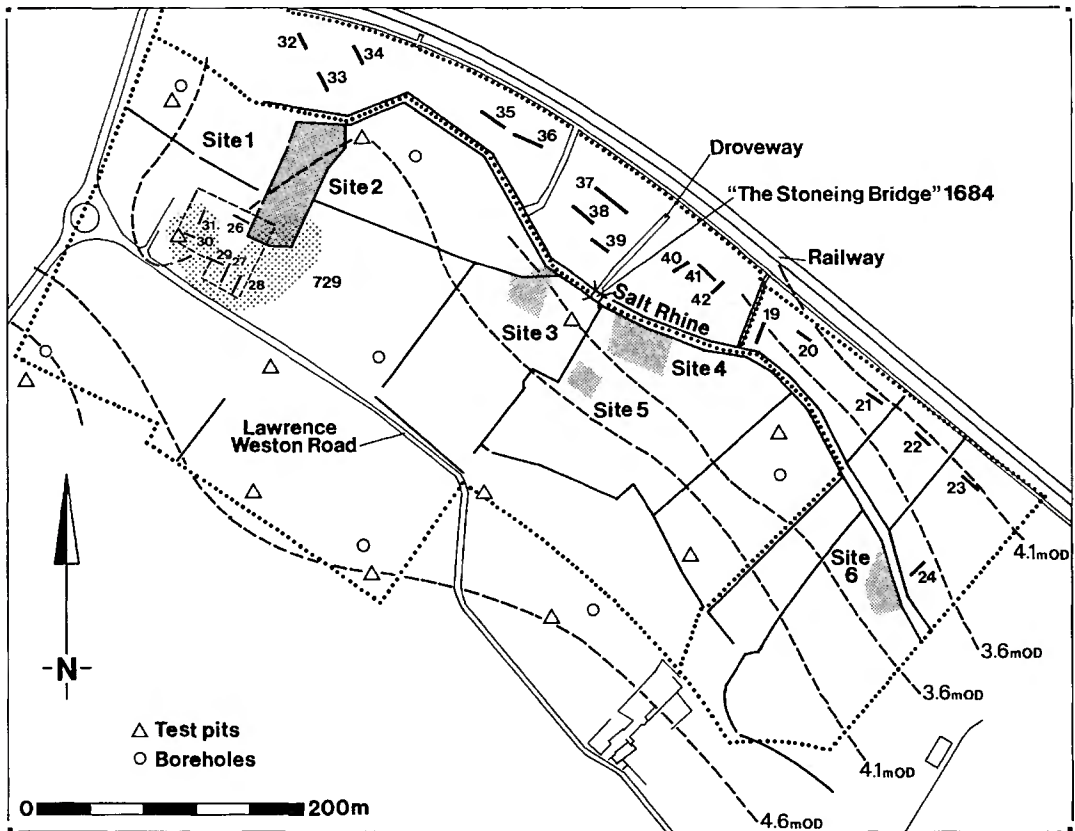 32
34
33
35
36
Site 1
Droveway
Site 2
"The Stoneing Bridge" 1684
37
38
39
31
26
30
29
27
28
729
40
41
42
Railway
Salt Rhine
19
20
Site 3
Site 4
Site 5
21
22
23
Lawrence
Weston Road
4.1mOD
Site
6
24
3.6mOD
3.6mOD
-N-
Test pits
Boreholes
4.1mOD
0
200m
4.6mOD